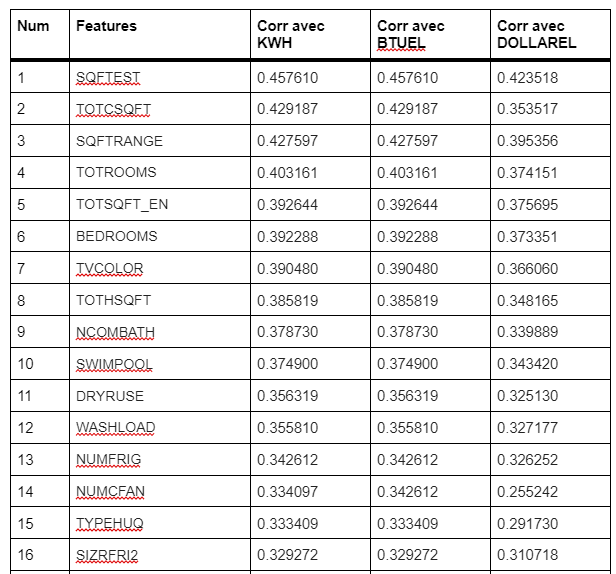 Num Features Corr avec KWH Corr avec BTUEL Corr avec DOLLAREL
1 SQFTEST 0.457610 0.457610 0.423518
2 TOTCSQFT 0.429187 0.429187 0.353517
3 SQFTRANGE 0.427597 0.427597 0.395356
4 TOTROOMS 0.403161 0.403161 0.374151
5 TOTSQFT_EN 0.392644 0.392644 0.375695
6 BEDROOMS 0.392288 0.392288 0.373351
7 TVCOLOR 0.390480 0.390480 0.366060
8 TOTHSQFT 0.385819 0.385819 0.348165
9 NCOMBATH 0.378730 0.378730 0.339889
10 SWIMPOOL 0.374900 0.374900 0.343420
11 DRYRUSE 0.356319 0.356319 0.325130
12 WASHLOAD 0.355810 0.355810 0.327177
13 NUMFRIG 0.342612 0.342612 0.326252
14 NUMCFAN 0.334097 0.342612 0.255242
15 TYPEHUQ 0.333409 0.333409 0.291730
16 SIZRFRI2 0.329272 0.329272 0.310718